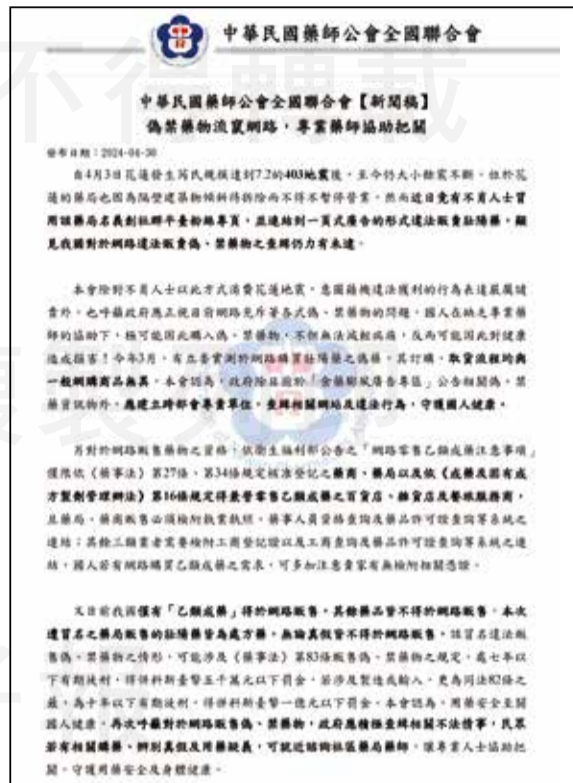 中華民國藥師公會全國聯合會
中華民國藥師公會全國聯合會【新聞稿】
偽禁藥物流竄網路，專業藥師協助把關
發布日期：2024-04-30
自4月3日花蓮發生芮氏規模達到7.2的403地震後，至今仍大小餘震不斷。位於花
蓮的藥局也因為隔壁建築物傾斜待拆除而不得不暫停營業，然而近日竟有不肖人士冒
用該藥局名義創社群平臺粉絲專頁，並連結到一頁式廣告的形式違法販賣壯陽藥，顯
見我國對於網路違法販賣偽、禁藥物之查緝仍力有未逮。
本會除對不肖人士以此方式消費花蓮地震，意圖藉機違法獲利的行為表達嚴厲譴
責外，也呼籲政府應正視目前網路充斥著各式偽、禁藥物的問題，國人在缺乏專業藥
師的協助下，極可能因此購入偽、禁藥物，不但無法減輕病痛，反而可能因此對健康
造成損害！今年3月，有立委實測於網路購買壯陽藥之偽藥，其訂購、取貨流程均與
一般網購商品無異。本會認為，政府除目前於「食藥膨風廣告專區」公告相關偽、禁
藥資訊物外，應建立跨部會專責單位，查緝相關網站及違法行為，守護國人健康。
另對於網路販售藥物之資格，依衛生福利部公告之「網路零售乙類成藥注意事項」
僅限依《藥事法》第27條、第34條規定核准登記之藥商、藥局以及依《成藥及固有成
方製劑管理辦法》第16條規定得兼營零售乙類成藥之百貨店、雜貨店及餐旅服務商，
且藥局、藥商販售必須檢附執業執照、藥事人員資格查詢及藥品許可證查詢等系統之
連結；其餘三類業者需要檢附工商登記證以及工商查詢及藥品許可證查詢等系統之連
結，國人若有網路購買乙類成藥之需求，可多加注意賣家有無檢附相關憑證。
又目前我國僅有「乙類成藥」得於網路販售，其餘藥品皆不得於網路販售，本次
遭冒名之藥局販售的壯陽藥皆為處方藥，無論真假皆不得於網路販售。該冒名違法販
售偽、禁藥物之情形，可能涉及《藥事法》第83條販售偽、禁藥物之規定，處七年以
下有期徒刑，得併科新臺幣五千萬元以下罰金，若涉及製造或輸入，更為同法82條之
嚴，為十年以下有期徒刑，得併科新臺幣一億元以下罰金。本會認為，用藥安全至關
國人健康，再次呼籲對於網路販售偽、禁藥物，政府應積極查緝相關不法情事，民眾
若有相關購藥、辨別真假及用藥疑義，可就近諮詢社區藥局藥師，讓專業人士協助把
關，守護用藥安全及身體健康。
不得轉載